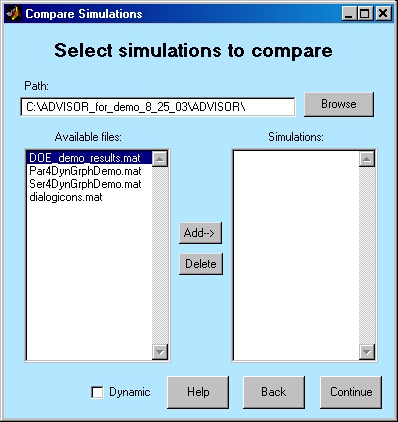 Compare Simulations
Select simulations to compare
Path:
C:\ADVISOR_for_demo_8_25_03\ADVISOR\
Browse
Available files:
Simulations:
DOE_demo_results.mat
Par4DynGrphDemo.mat
Ser4DynGrphDemo.mat
dialogicons.mat
Add-->
Delete
Dynamic
Help
Back
Continue